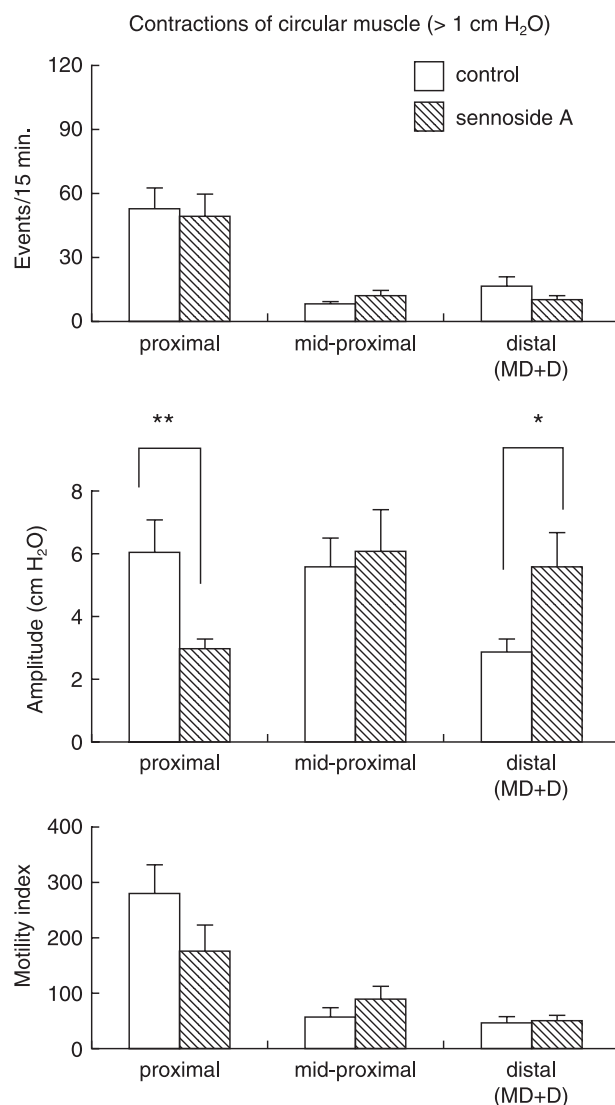 Contractions of circular muscle (> 1 cm H₂O)
control
sennoside A
Events/15 min.
120
90
60
30
0
proximal mid-proximal distal
(MD+D)
** *
Amplitude (cm H₂O)
8
6
4
2
0
proximal mid-proximal distal
(MD+D)
Motility index
400
300
200
100
0
proximal mid-proximal distal
(MD+D)